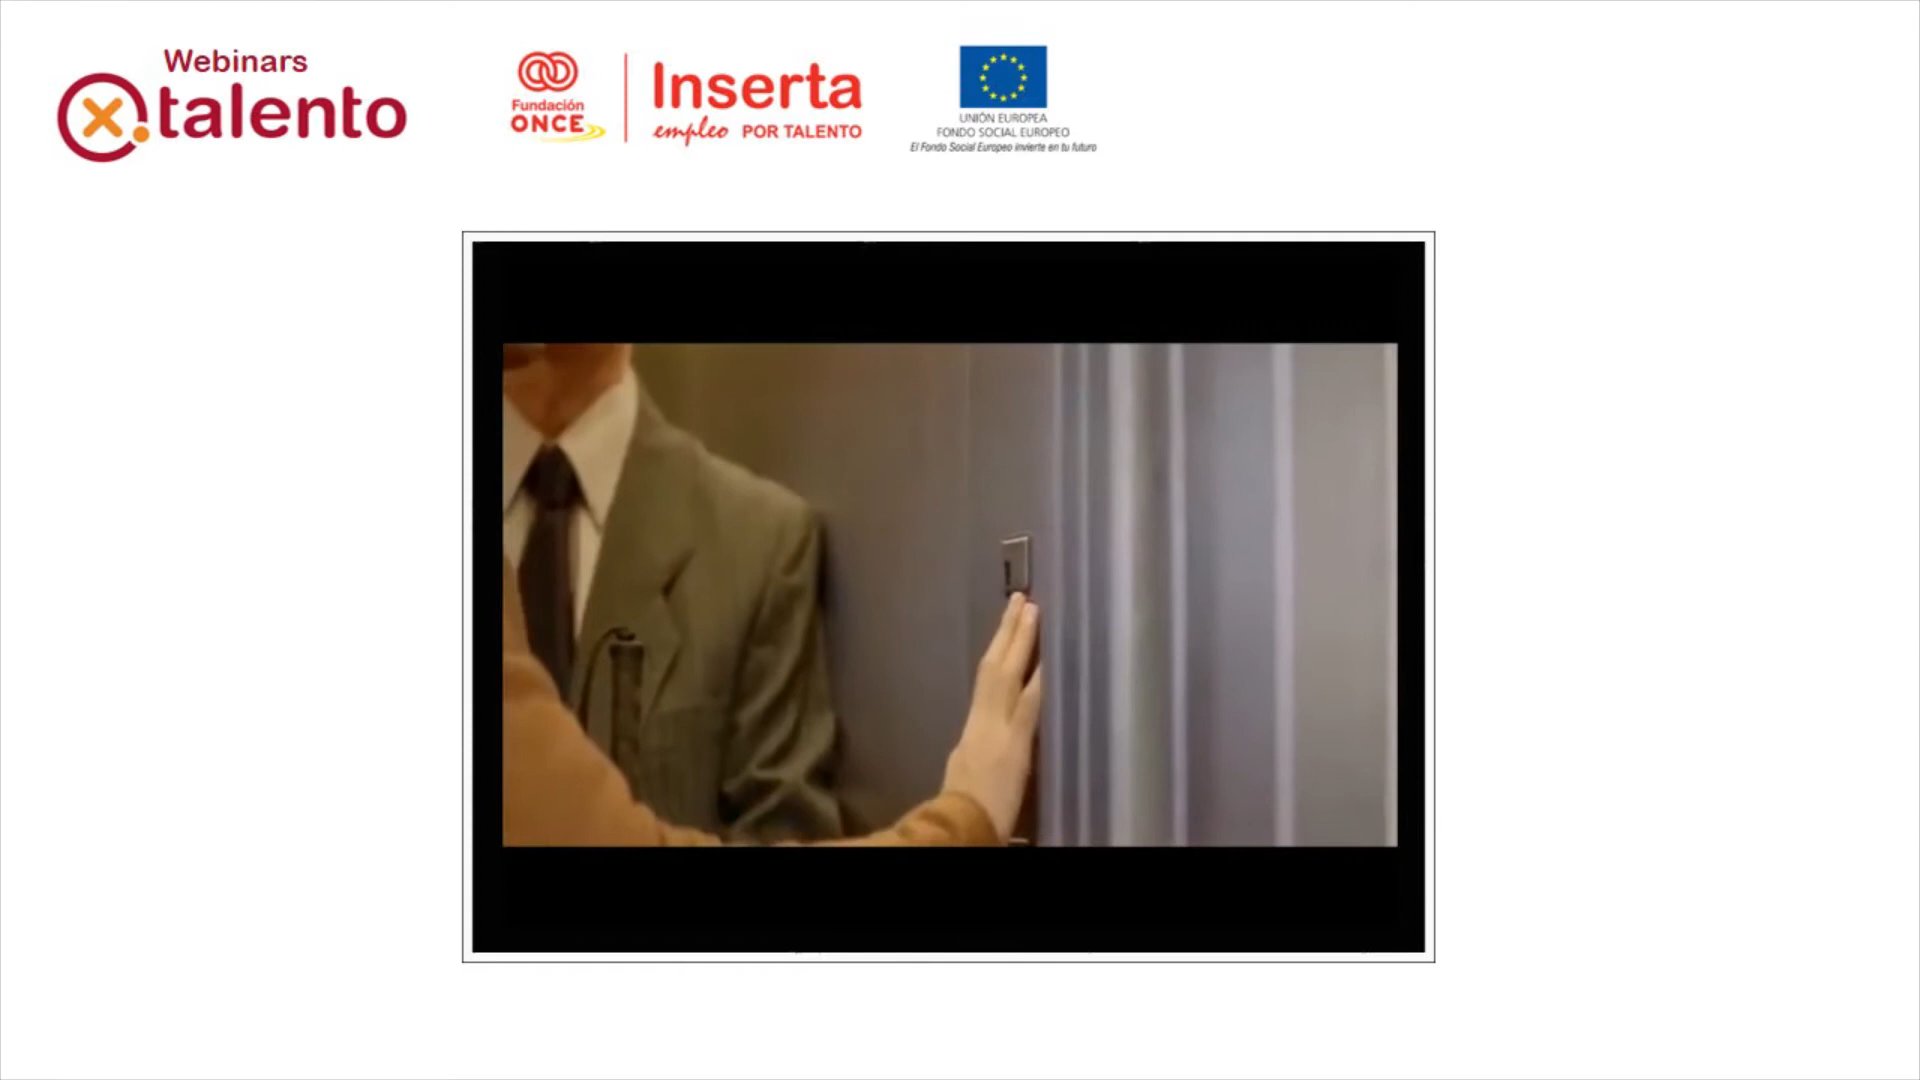 Webinars
x.talento
Fundación
ONCE
Inserta
empleo POR TALENTO
UNIÓN EUROPEA
FONDO SOCIAL EUROPEO
El Fondo Social Europeo invierte en tu futuro